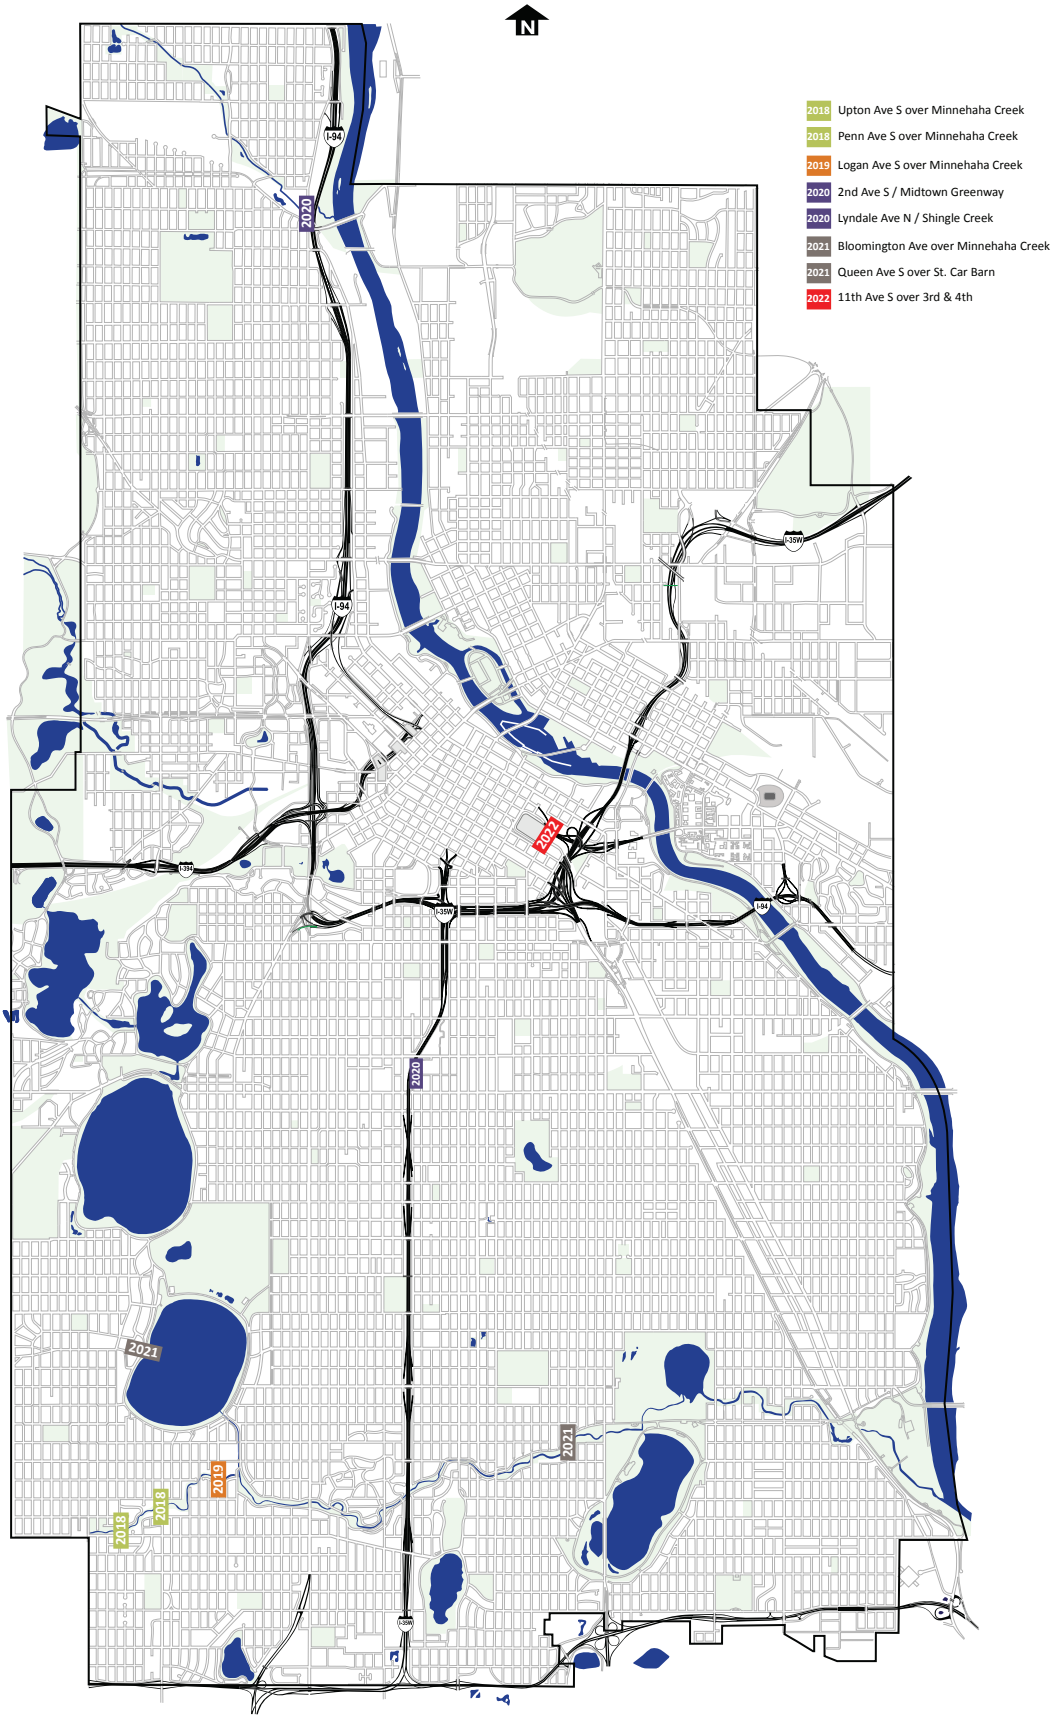 N
2018 Upton Ave S over Minnehaha Creek
2018 Penn Ave S over Minnehaha Creek
2019 Logan Ave S over Minnehaha Creek
2020 2nd Ave S / Midtown Greenway
2020 Lyndale Ave N / Shingle Creek
2021 Bloomington Ave over Minnehaha Creek
2021 Queen Ave S over St. Car Barn
2022 11th Ave S over 3rd & 4th
I-94
2020
I-35W
I-94
2022
I-394
I-35W
I-94
2020
2021
2021
2019
2018
2018
I-35W